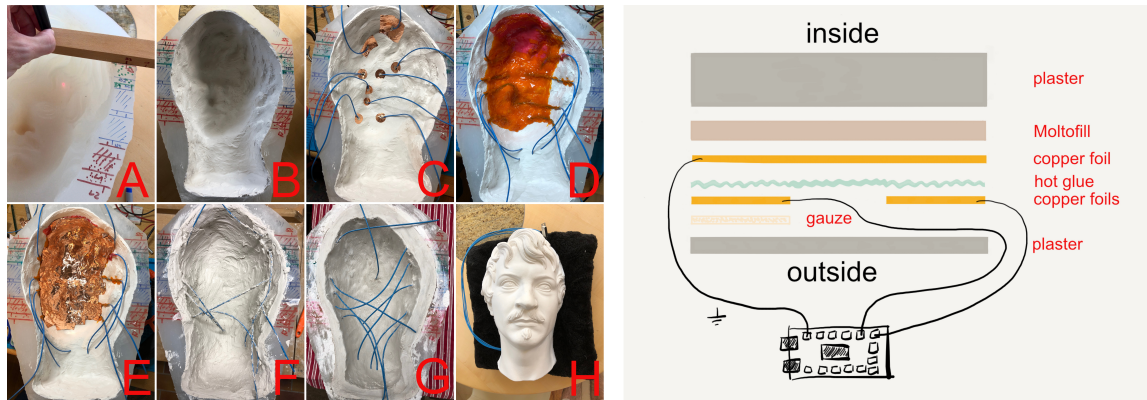 A
B
C
D
E
F
G
H
inside
plaster
Moltofill
copper foil
hot glue
copper foils
gauze
plaster
outside